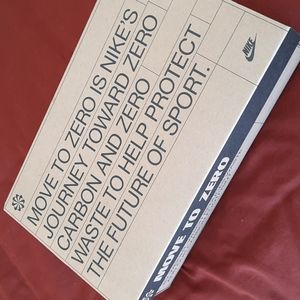 MOVE TO ZERO IS NIKE'S
JOURNEY TOWARD ZERO
CARBON AND ZERO
WASTE TO HELP PROTECT
THE FUTURE OF SPORT.
NIKE
MOVE TO ZERO